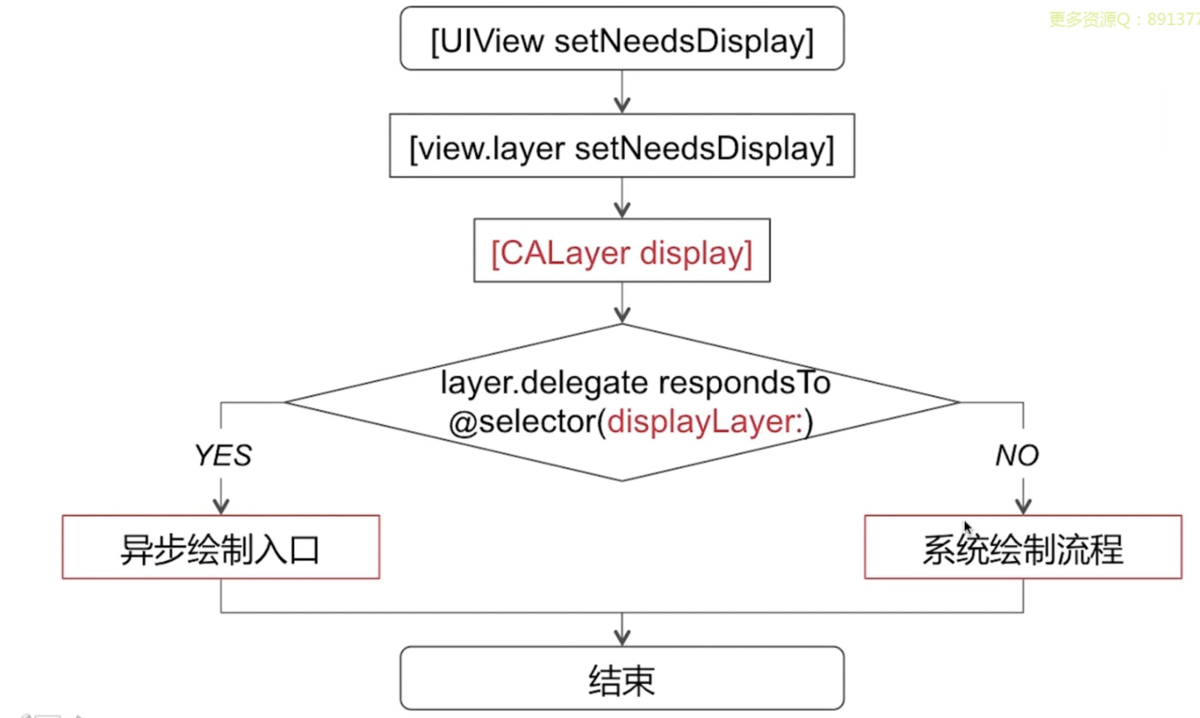 更多资源Q：891377
[UIView setNeedsDisplay]
[view.layer setNeedsDisplay]
[CALayer display]
layer.delegate respondsTo
@selector(displayLayer:)
YES
NO
异步绘制入口
系统绘制流程
结束